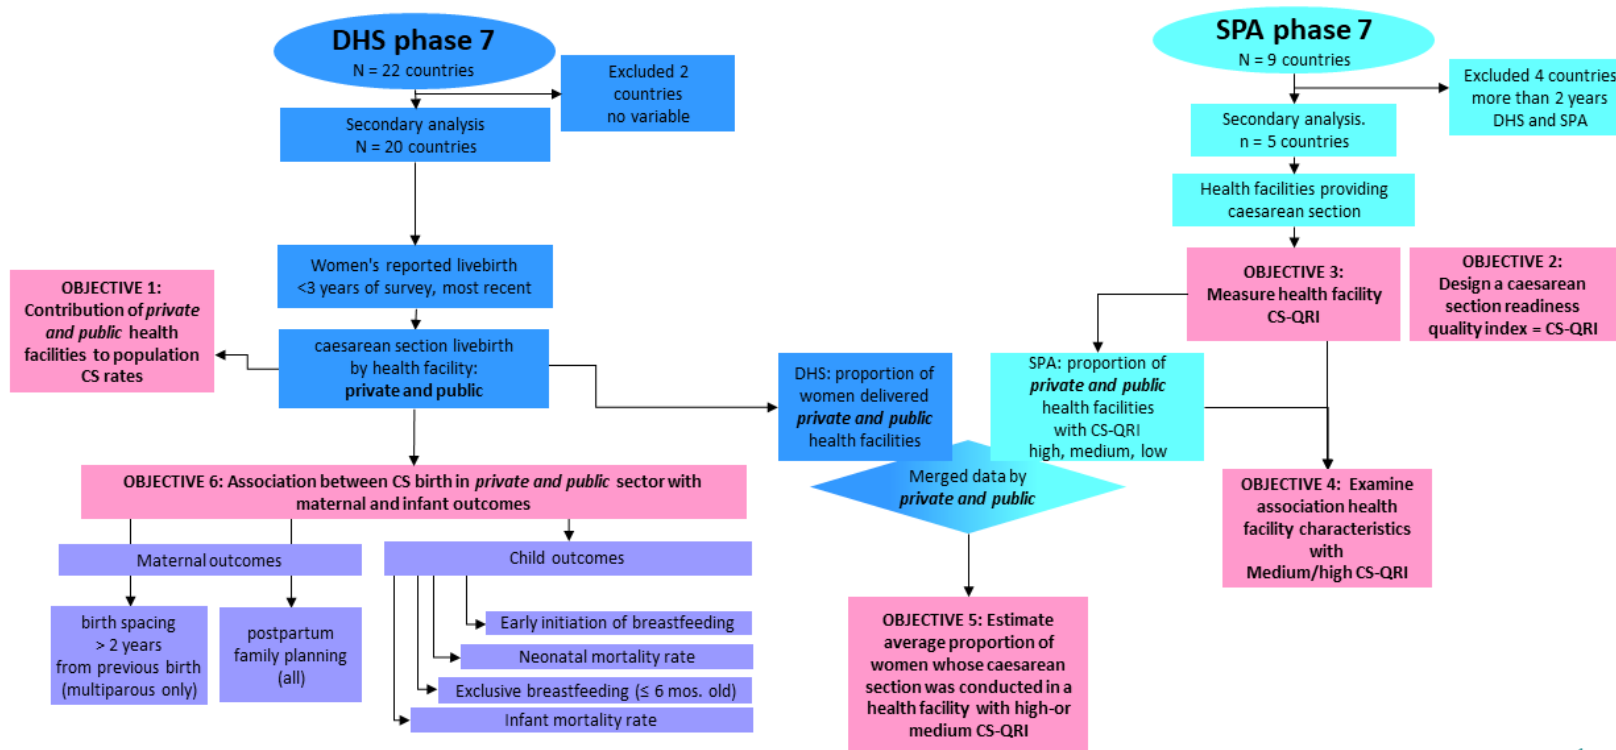 DHS phase 7
N = 22 countries
Excluded 2
countries
no variable
Secondary analysis
N = 20 countries
Women's reported livebirth
<3 years of survey, most recent
OBJECTIVE 1:
Contribution of private
and public health
facilities to population
CS rates
caesarean section livebirth
by health facility:
private and public
DHS: proportion of
women delivered
private and public
health facilities
OBJECTIVE 6: Association between CS birth in private and public sector with
maternal and infant outcomes
Maternal outcomes
birth spacing
> 2 years
from previous birth
(multiparous only)
postpartum
family planning
(all)
Child outcomes
Early initiation of breastfeeding
Neonatal mortality rate
Exclusive breastfeeding (≤ 6 mos. old)
Infant mortality rate
SPA phase 7
N = 9 countries
Excluded 4 countries
more than 2 years
DHS and SPA
Secondary analysis.
n = 5 countries
Health facilities providing
caesarean section
OBJECTIVE 3:
Measure health facility
CS-QRI
OBJECTIVE 2:
Design a caesarean
section readiness
quality index = CS-QRI
SPA: proportion of
private and public
health facilities
with CS-QRI
high, medium, low
Merged data by
private and public
OBJECTIVE 4: Examine
association health
facility characteristics
with
Medium/high CS-QRI
OBJECTIVE 5: Estimate
average proportion of
women whose caesarean
section was conducted in a
health facility with high-or
medium CS-QRI